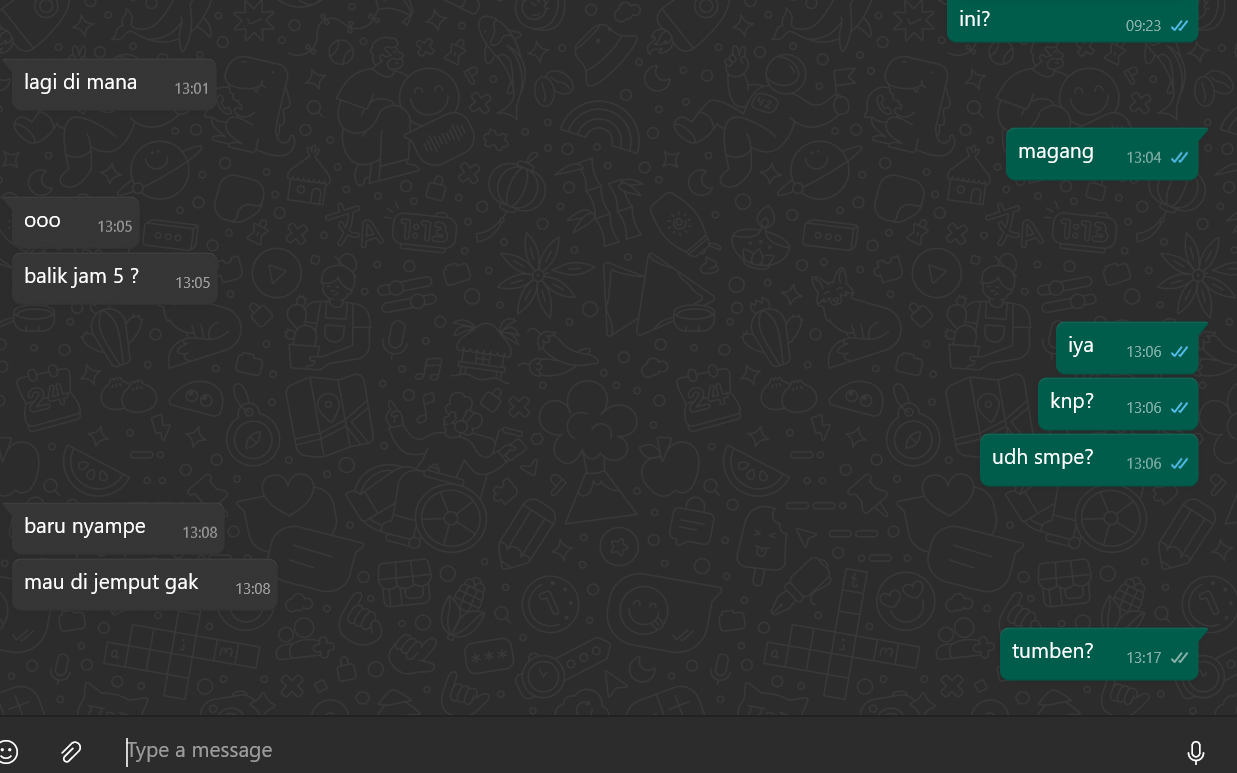 ini?
09:23
lagi di mana 13:01
magang 13:04
ooo 13:05
balik jam 5 ? 13:05
iya 13:06
knp? 13:06
udh smpe? 13:06
baru nyampe 13:08
mau di jemput gak 13:08
tumben? 13:17
Type a message